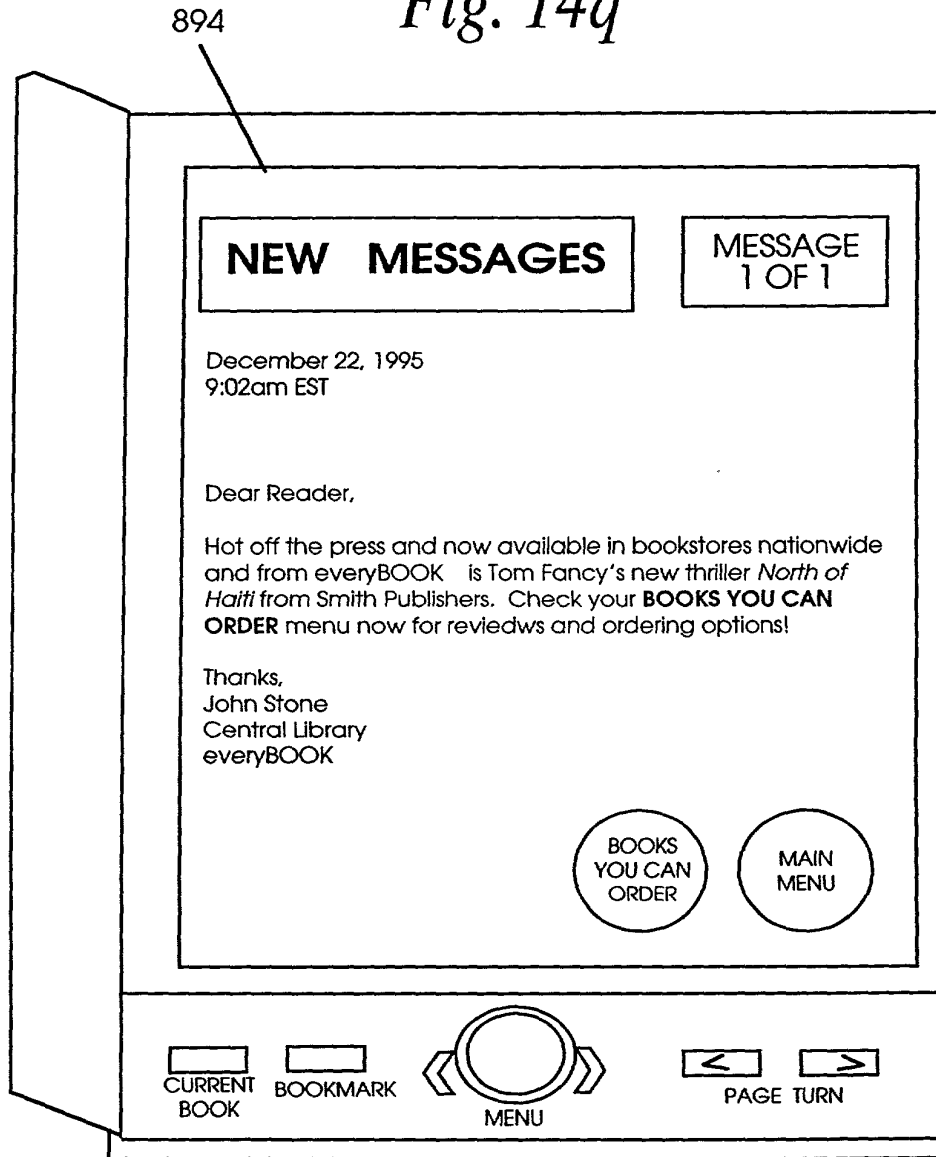 Fig. 14q
894
NEW MESSAGES
MESSAGE
1 OF 1
December 22, 1995
9:02am EST
Dear Reader,
Hot off the press and now available in bookstores nationwide
and from everyBOOK is Tom Fancy's new thriller North of
Haiti from Smith Publishers. Check your BOOKS YOU CAN
ORDER menu now for reviedws and ordering options!
Thanks,
John Stone
Central Library
everyBOOK
BOOKS
YOU CAN
ORDER
MAIN
MENU
CURRENT
BOOK
BOOKMARK
MENU
< >
PAGE TURN